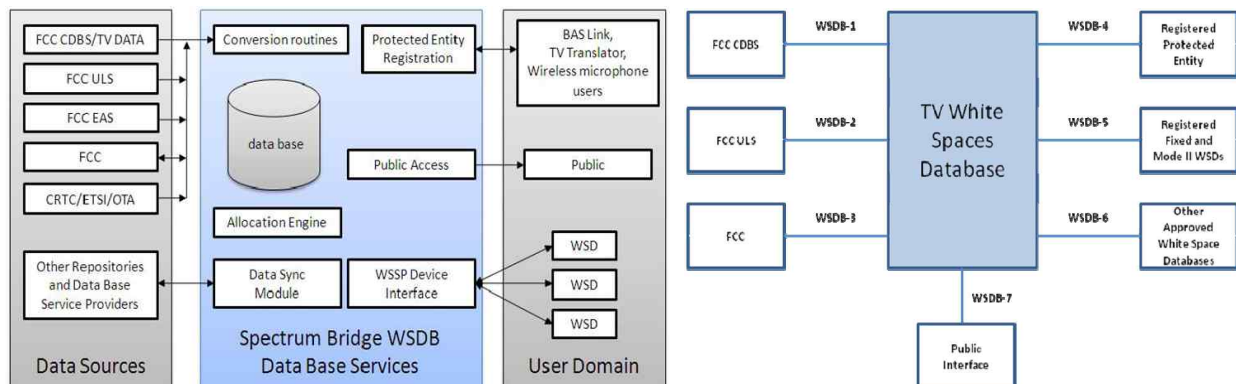 FCC CDBS/TV DATA
FCC ULS
FCC EAS
FCC
CRTC/ETSI/OTA
Other Repositories
and Data Base
Service Providers
Data Sources
Conversion routines
Protected Entity
Registration
data base
Public Access
Allocation Engine
Data Sync
Module
WSSP Device
Interface
Spectrum Bridge WSDB
Data Base Services
BAS Link,
TV Translator,
Wireless microphone
users
Public
WSD
WSD
WSD
User Domain
FCC CDBS
WSDB-1
FCC ULS
WSDB-2
FCC
WSDB-3
TV White
Spaces
Database
WSDB-4
Registered
Protected
Entity
WSDB-5
Registered
Fixed and
Mode II WSDs
WSDB-6
Other
Approved
White Space
Databases
WSDB-7
Public
Interface